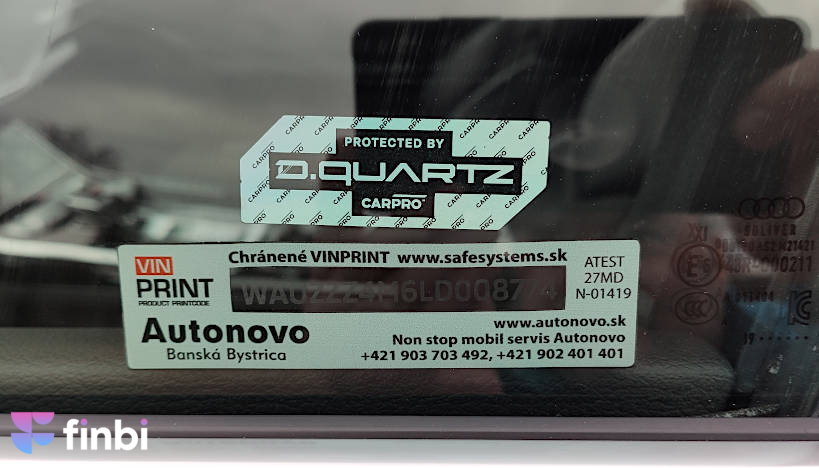 PROTECTED BY
D.QUARTZ
CARPRO
VIN
PRINT
PRODUCT PRINTCODE
Chránené VINPRINT www.safesystems.sk
ATEST
27MD
N-01419
Autonovo
Banská Bystrica
www.autonovo.sk
Non stop mobil servis Autonovo
+421 903 703 492, +421 902 401 401
finbi